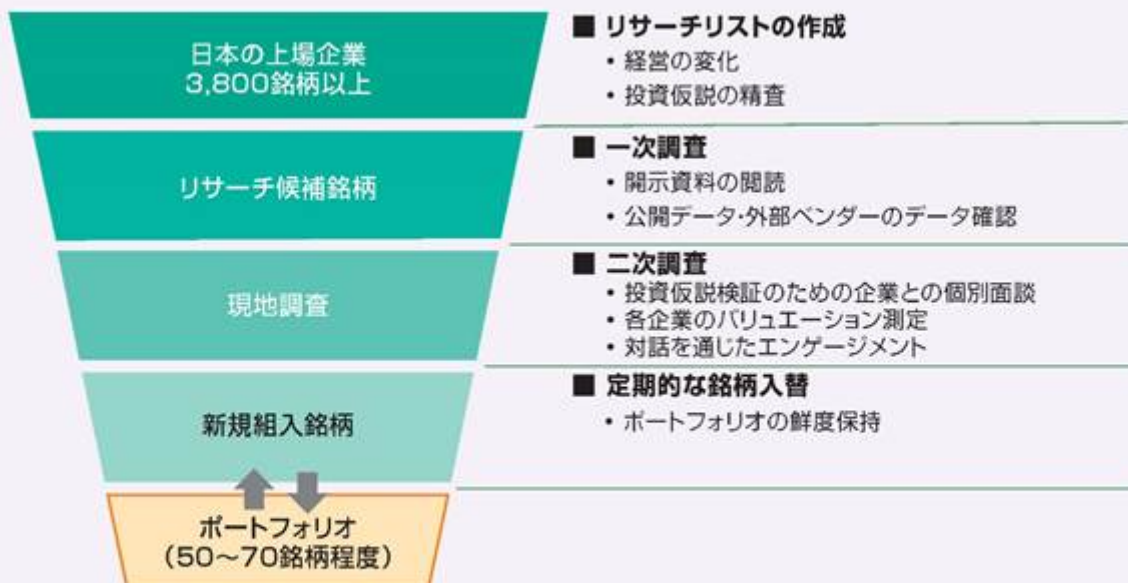 日本の上場企業
3,800銘柄以上
■ リサーチリストの作成
・経営の変化
・投資仮説の精査
リサーチ候補銘柄
■ 一次調査
・開示資料の閲読
・公開データ・外部ベンダーのデータ確認
現地調査
■ 二次調査
・投資仮説検証のための企業との個別面談
・各企業のバリュエーション測定
・対話を通じたエンゲージメント
新規組入銘柄
■ 定期的な銘柄入替
・ポートフォリオの鮮度保持
ポートフォリオ
(50～70銘柄程度)